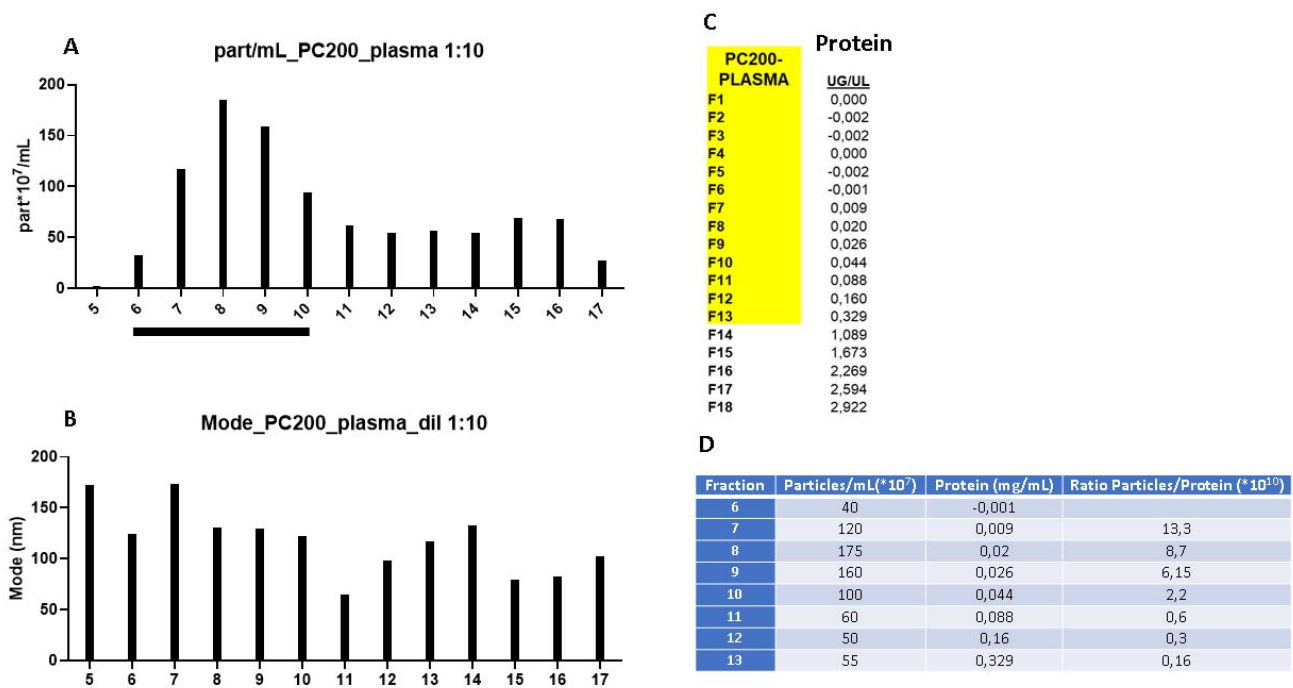 A
part/mL_PC200_plasma 1:10
part*10⁷/mL
200
150
100
50
0
5 6 7 8 9 10 11 12 13 14 15 16 17
B
Mode_PC200_plasma_dil 1:10
Mode (nm)
200
150
100
50
0
5 6 7 8 9 10 11 12 13 14 15 16 17
C
Protein
PC200-
PLASMA UG/UL
F1 0,000
F2 -0,002
F3 -0,002
F4 0,000
F5 -0,002
F6 -0,001
F7 0,009
F8 0,020
F9 0,026
F10 0,044
F11 0,088
F12 0,160
F13 0,329
F14 1,089
F15 1,673
F16 2,269
F17 2,594
F18 2,922
D
Fraction Particles/mL(*10⁷) Protein (mg/mL) Ratio Particles/Protein (*10¹⁰)
6 40 -0,001
7 120 0,009 13,3
8 175 0,02 8,7
9 160 0,026 6,15
10 100 0,044 2,2
11 60 0,088 0,6
12 50 0,16 0,3
13 55 0,329 0,16